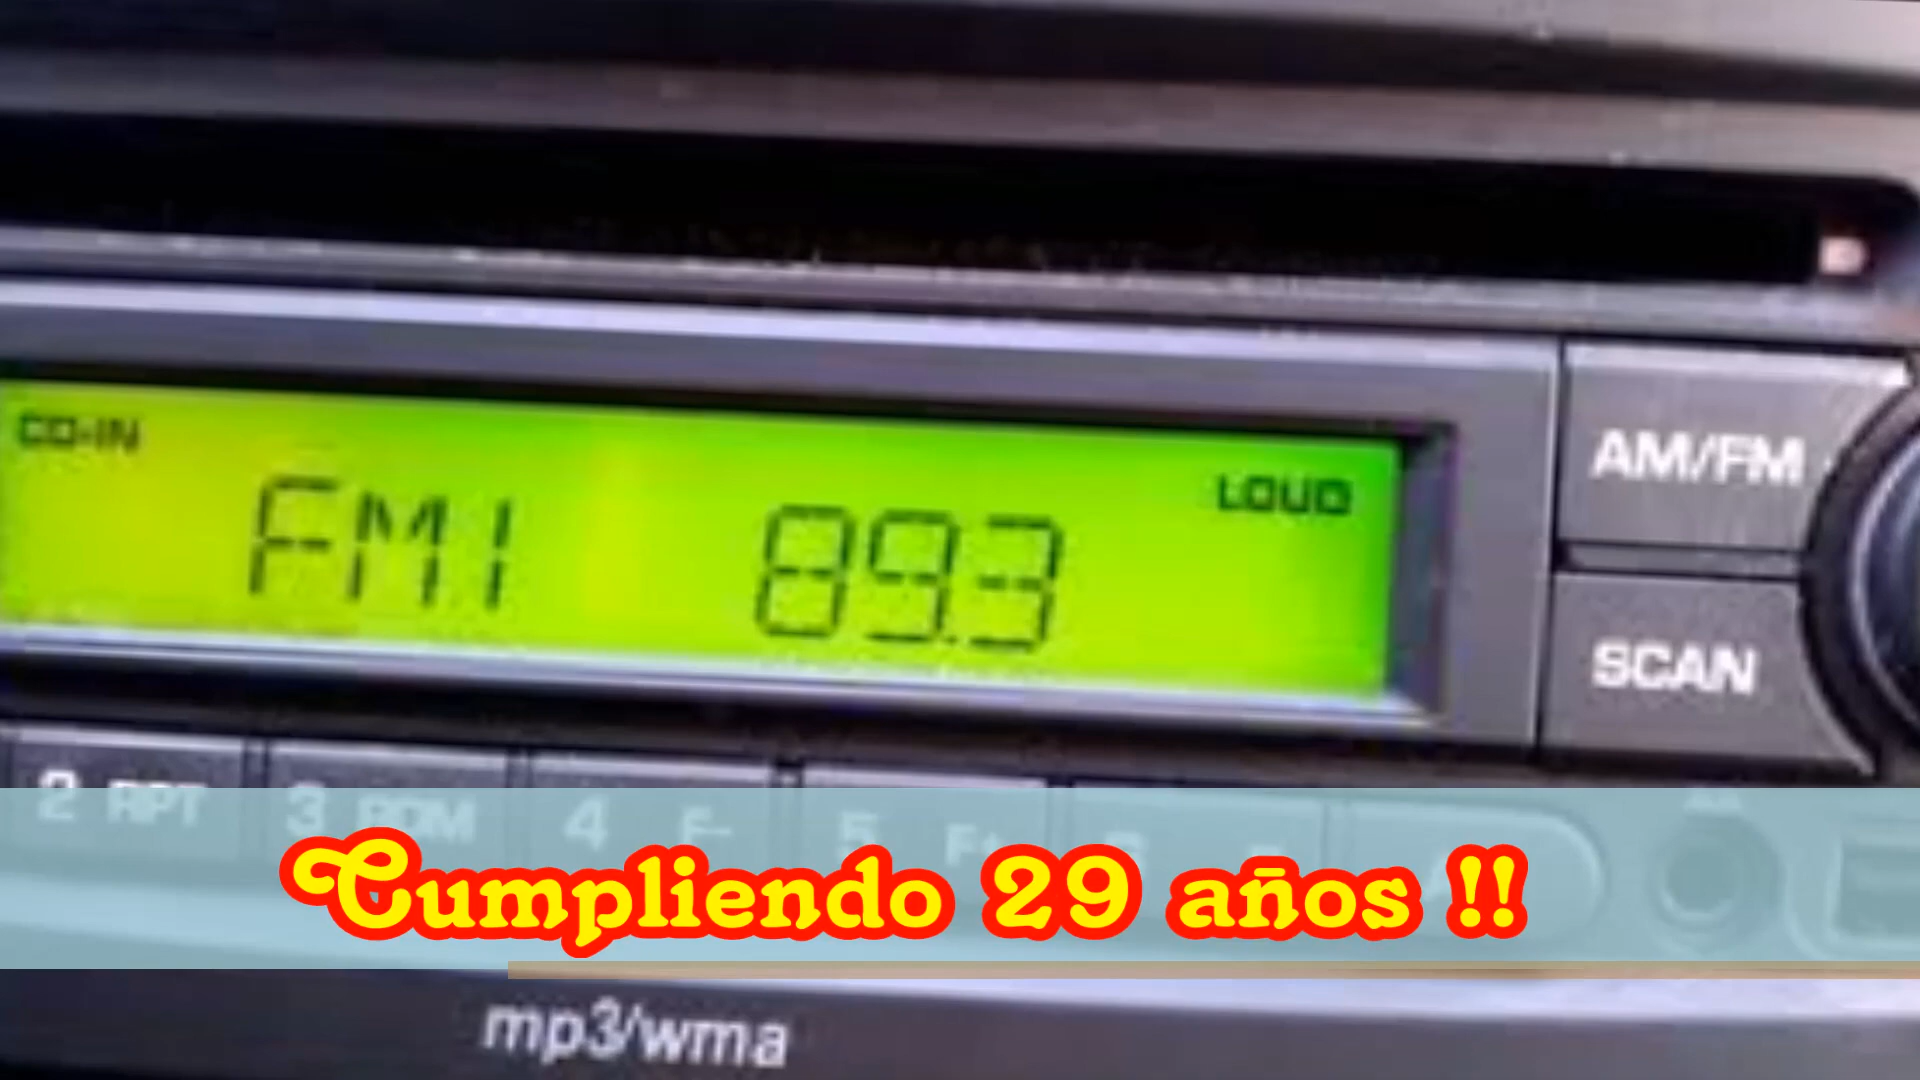 CD-IN
LOUD
FM1 89.3
AM/FM
SCAN
2 RPT 3 RDM 4 F- 5 F+
Cumpliendo 29 años !!
mp3/wma